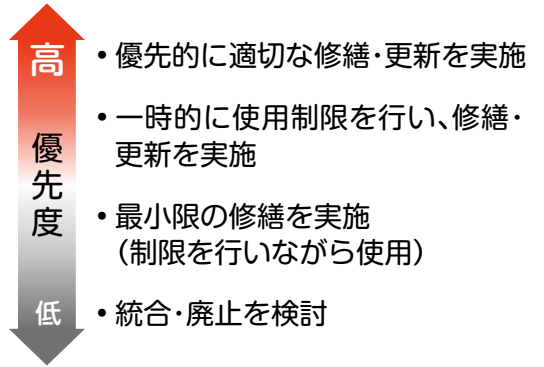 高
優先度
低
•優先的に適切な修繕･更新を実施
•一時的に使用制限を行い、修繕･
更新を実施
•最小限の修繕を実施
（制限を行いながら使用）
•統合･廃止を検討